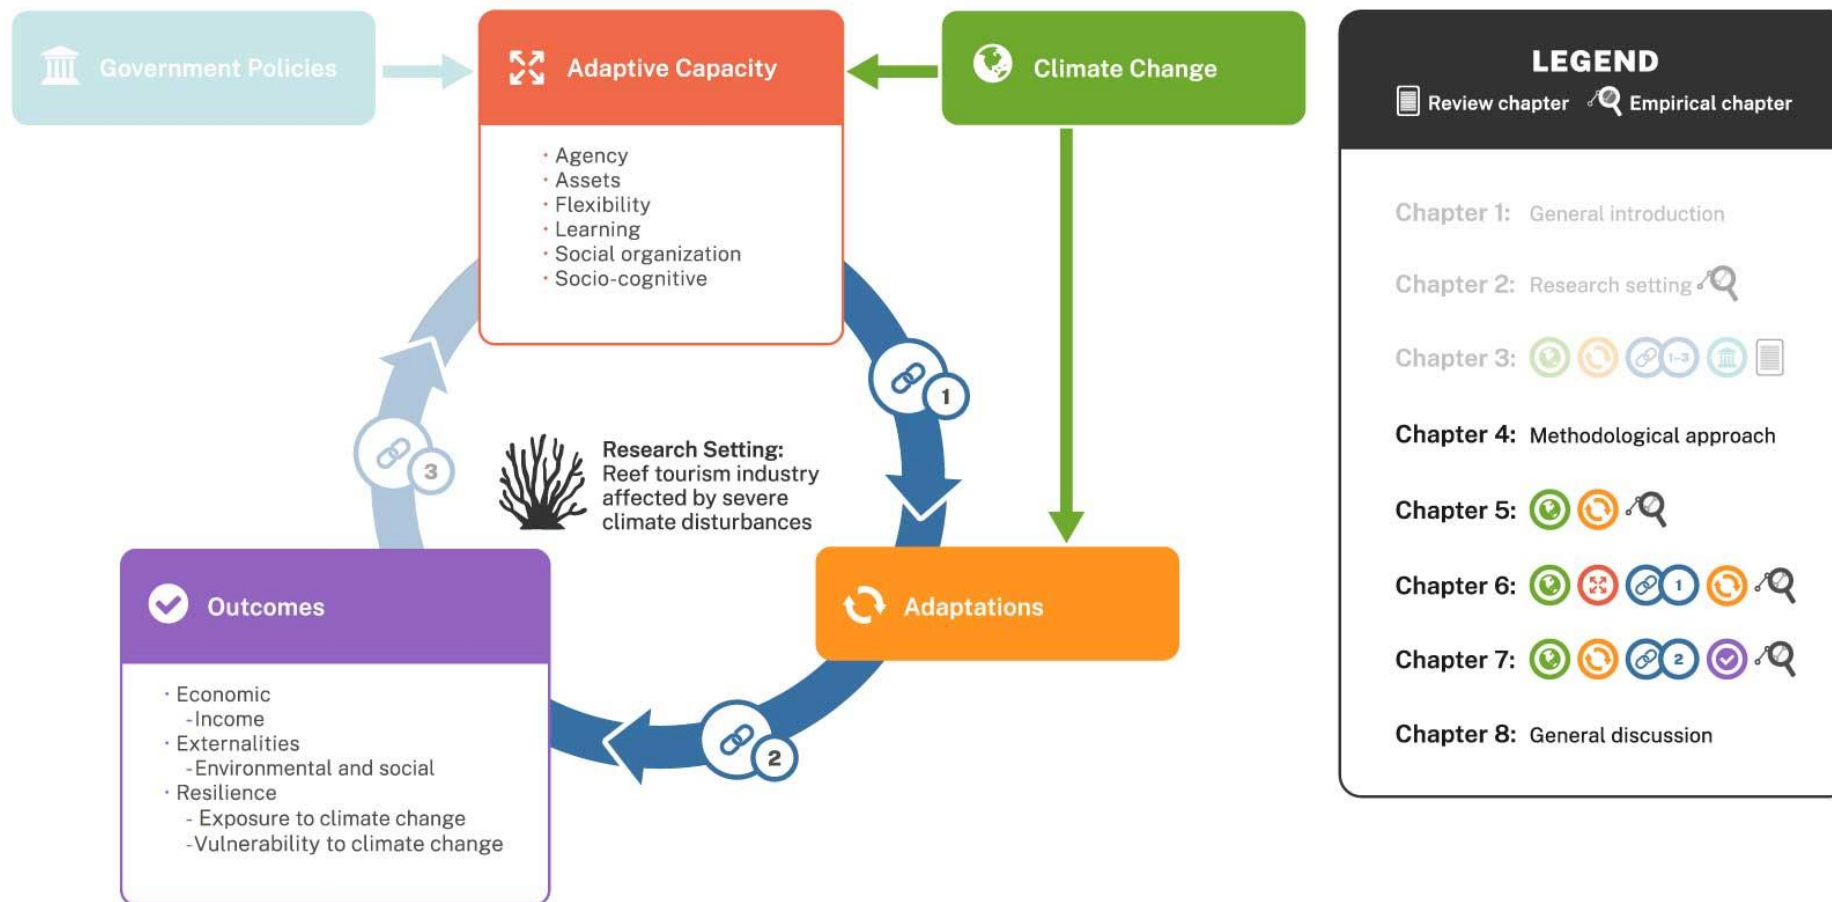 Government Policies
Adaptive Capacity
Climate Change
· Agency
· Assets
· Flexibility
· Learning
· Social organization
· Socio-cognitive
1
3
Research Setting:
Reef tourism industry
affected by severe
climate disturbances
Outcomes
Adaptations
· Economic
-Income
· Externalities
-Environmental and social
· Resilience
- Exposure to climate change
-Vulnerability to climate change
2
LEGEND
Review chapter Empirical chapter
Chapter 1: General introduction
Chapter 2: Research setting
Chapter 3: 1-3
Chapter 4: Methodological approach
Chapter 5:
Chapter 6: 1
Chapter 7: 2
Chapter 8: General discussion